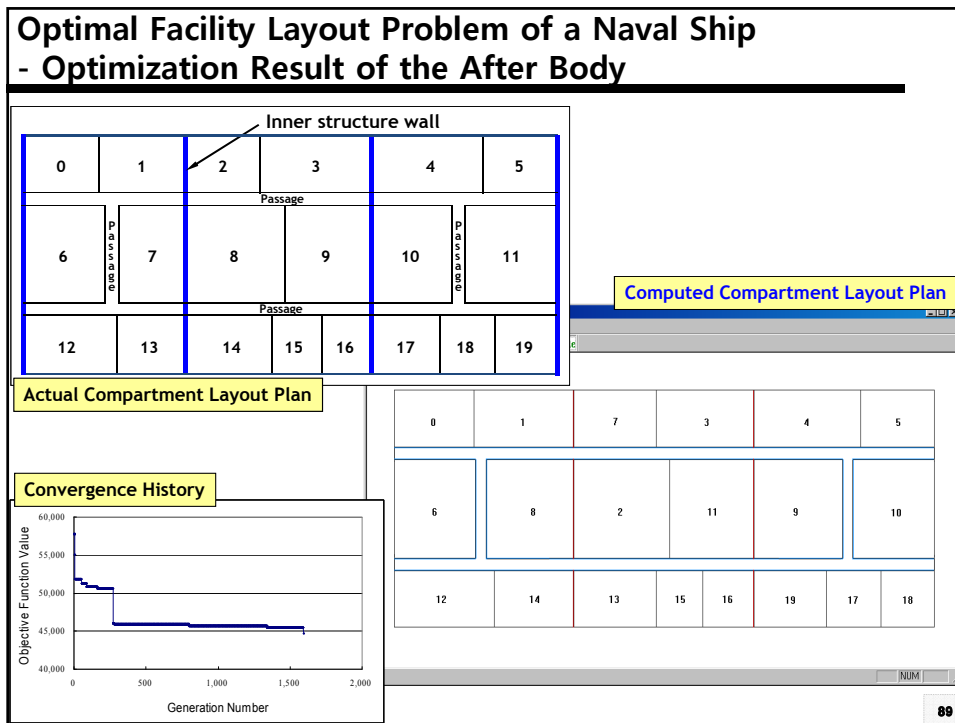 Optimal Facility Layout Problem of a Naval Ship
- Optimization Result of the After Body
Inner structure wall
0 1 2 3 4 5
Passage
6 Passage 7 8 9 10 Passage 11
Passage
12 13 14 15 16 17 18 19
Actual Compartment Layout Plan
Computed Compartment Layout Plan
0 1 7 3 4 5
6 8 2 11 9 10
12 14 13 15 16 19 17 18
NUM
Convergence History
Objective Function Value
60,000
55,000
50,000
45,000
40,000
0 500 1,000 1,500 2,000
Generation Number
89